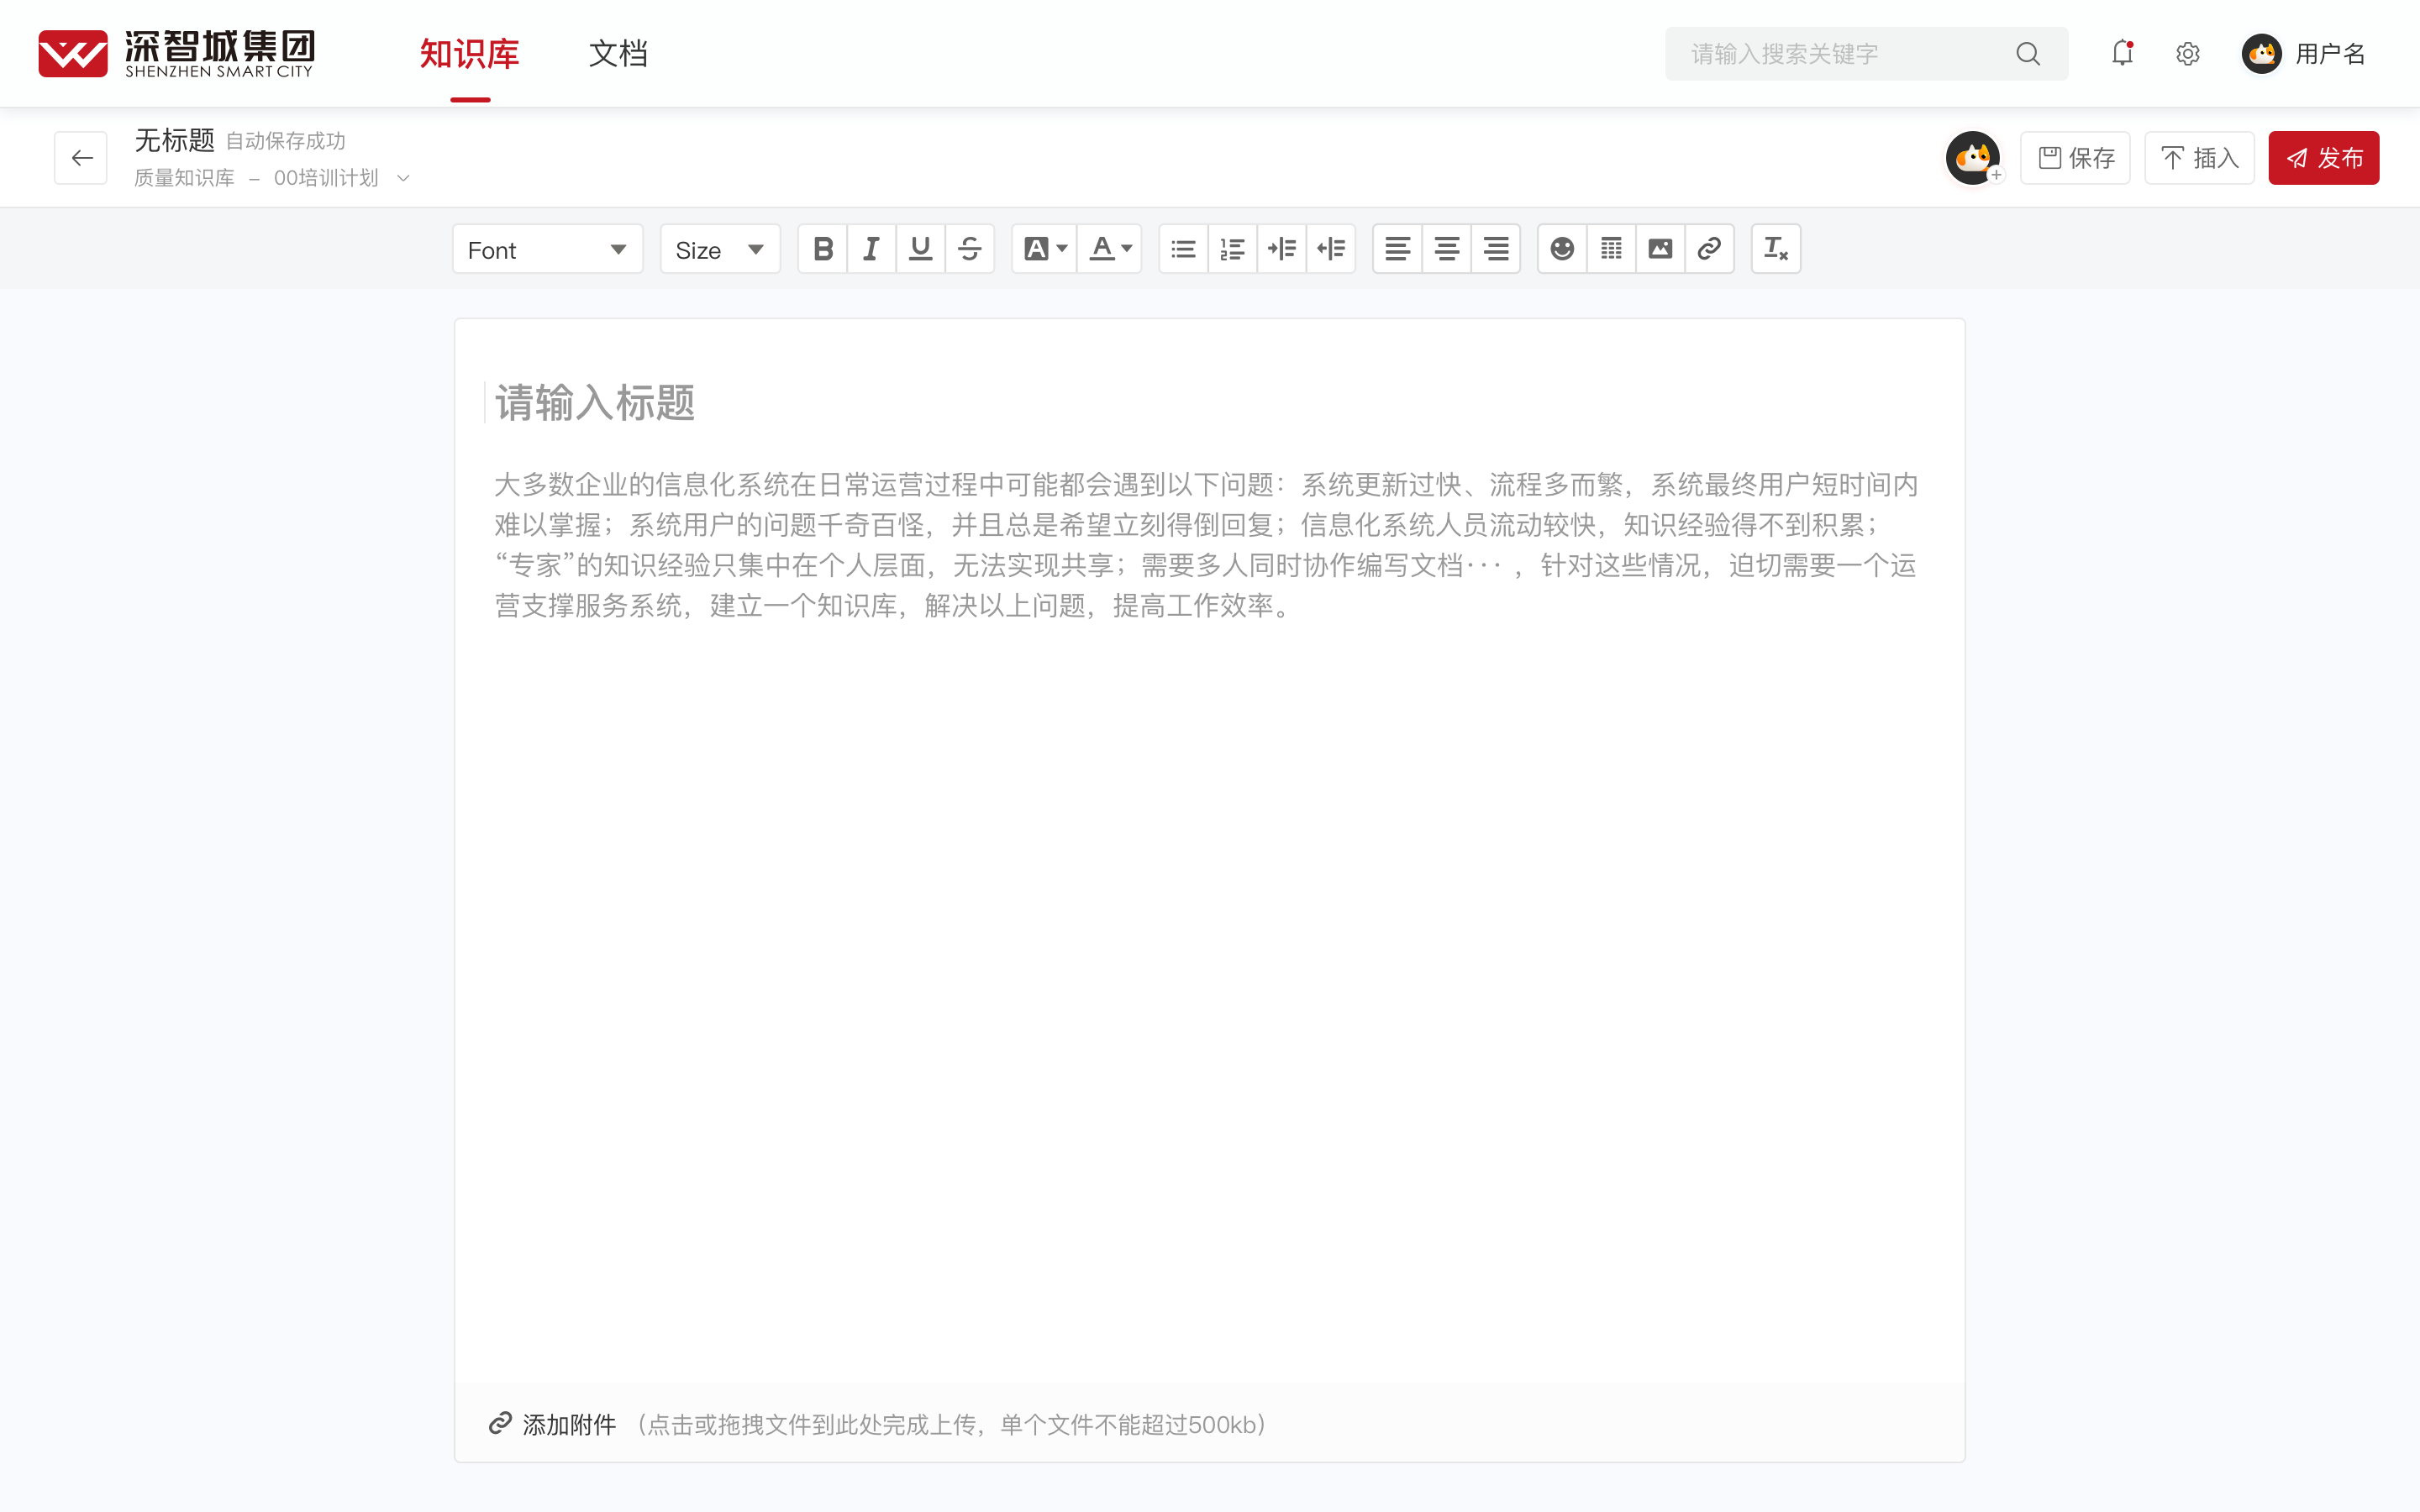 深智城集团
SHENZHEN SMART CITY
知识库
文档
请输入搜索关键字
用户名
无标题 自动保存成功
质量知识库 – 00培训计划
保存
插入
发布
Font
Size
请输入标题
大多数企业的信息化系统在日常运营过程中可能都会遇到以下问题：系统更新过快、流程多而繁，系统最终用户短时间内
难以掌握；系统用户的问题千奇百怪，并且总是希望立刻得倒回复；信息化系统人员流动较快，知识经验得不到积累；
“专家”的知识经验只集中在个人层面，无法实现共享；需要多人同时协作编写文档···，针对这些情况，迫切需要一个运
营支撑服务系统，建立一个知识库，解决以上问题，提高工作效率。
添加附件 （点击或拖拽文件到此处完成上传，单个文件不能超过500kb）